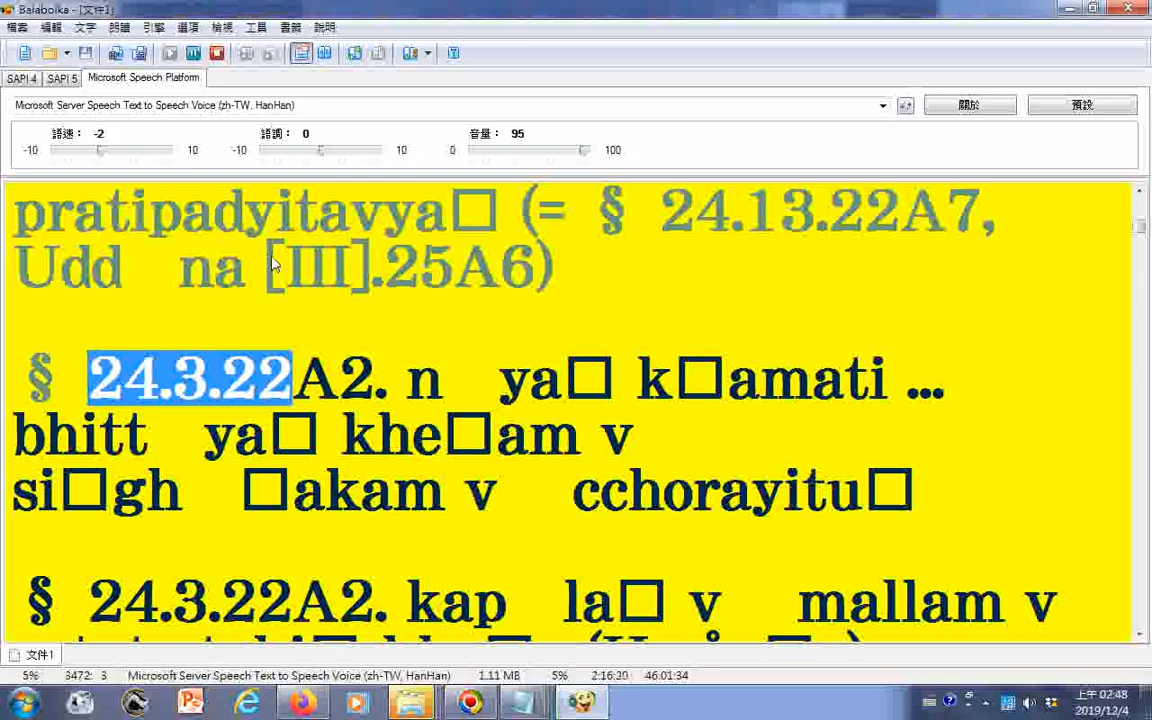 Balabolka - [文件1]
檔案 編輯 文字 朗讀 引擎 選項 檢視 工具 書籤 說明
SAPI 4 SAPI 5 Microsoft Speech Platform
Microsoft Server Speech Text to Speech Voice (zh-TW, HanHan) 關於 預設
語速： -2 語調： 0 音量： 95
-10 10 -10 10 0 100
pratipadyitavya□ (= § 24.13.22A7,
Udd na [III].25A6)
§ 24.3.22A2. n ya□ k□amati ...
bhitt ya□ khe□am v
si□gh □akam v cchorayitu□
§ 24.3.22A2. kap la□ v mallam v
文件1
5% 3472: 3 Microsoft Server Speech Text to Speech Voice (zh-TW, HanHan) 1.11 MB 5% 2:16:20 46:01:34
上午 02:48
2019/12/4